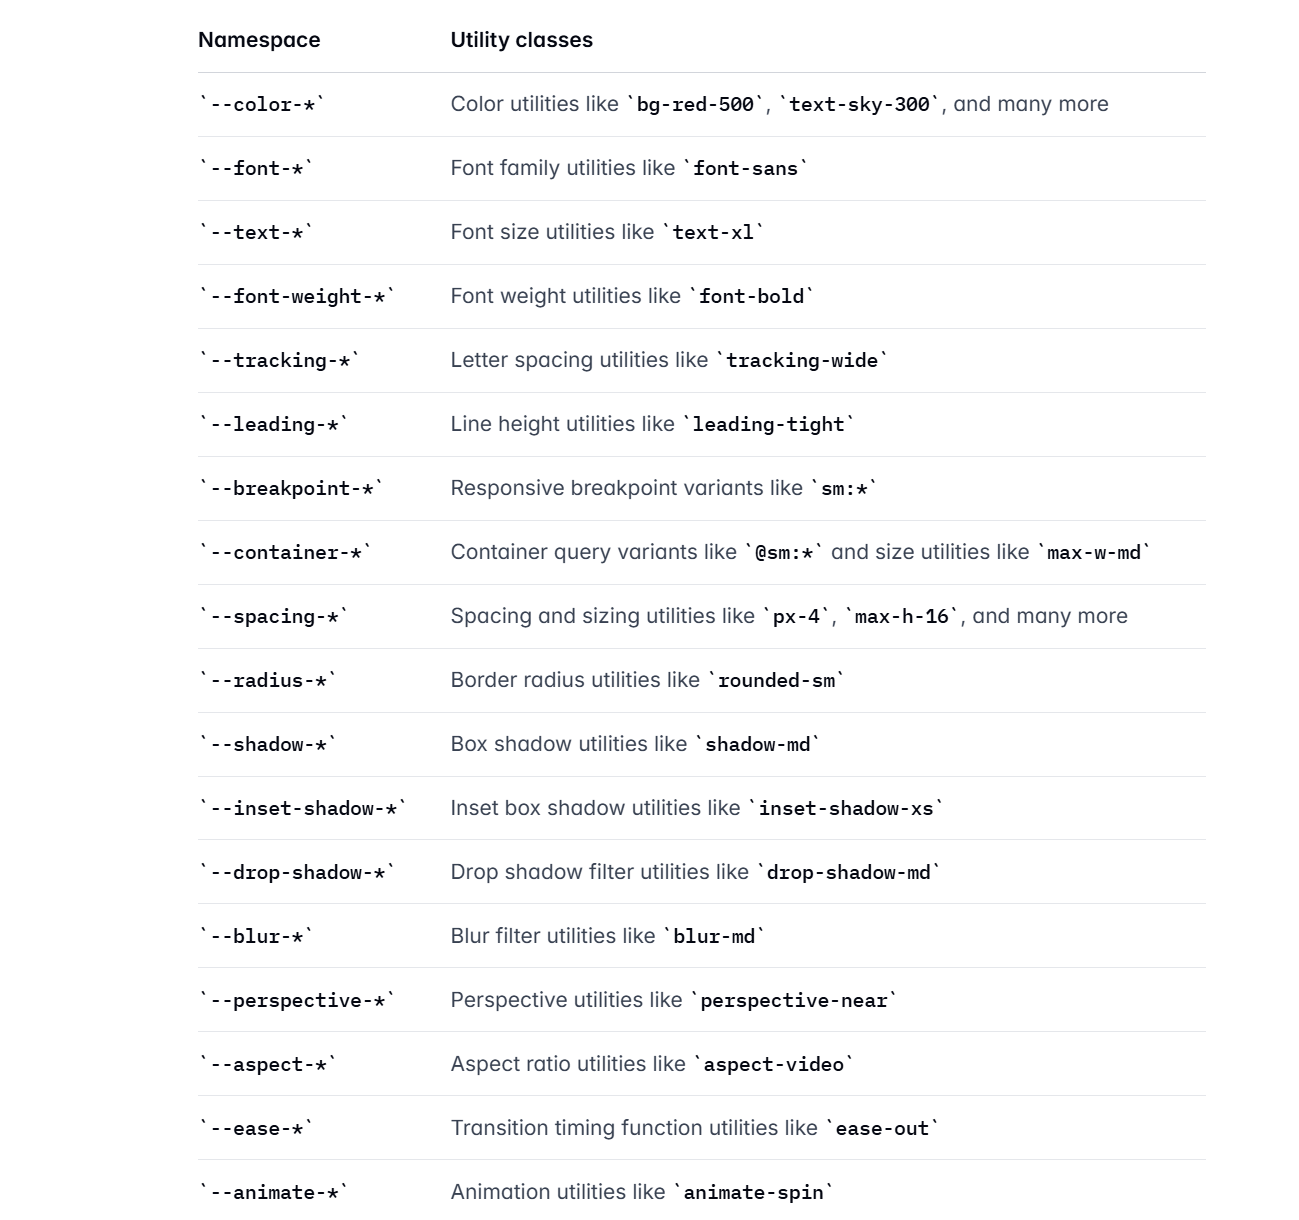 Namespace Utility classes
`--color-*` Color utilities like `bg-red-500`, `text-sky-300`, and many more
`--font-*` Font family utilities like `font-sans`
`--text-*` Font size utilities like `text-xl`
`--font-weight-*` Font weight utilities like `font-bold`
`--tracking-*` Letter spacing utilities like `tracking-wide`
`--leading-*` Line height utilities like `leading-tight`
`--breakpoint-*` Responsive breakpoint variants like `sm:*`
`--container-*` Container query variants like `@sm:*` and size utilities like `max-w-md`
`--spacing-*` Spacing and sizing utilities like `px-4`, `max-h-16`, and many more
`--radius-*` Border radius utilities like `rounded-sm`
`--shadow-*` Box shadow utilities like `shadow-md`
`--inset-shadow-*` Inset box shadow utilities like `inset-shadow-xs`
`--drop-shadow-*` Drop shadow filter utilities like `drop-shadow-md`
`--blur-*` Blur filter utilities like `blur-md`
`--perspective-*` Perspective utilities like `perspective-near`
`--aspect-*` Aspect ratio utilities like `aspect-video`
`--ease-*` Transition timing function utilities like `ease-out`
`--animate-*` Animation utilities like `animate-spin`